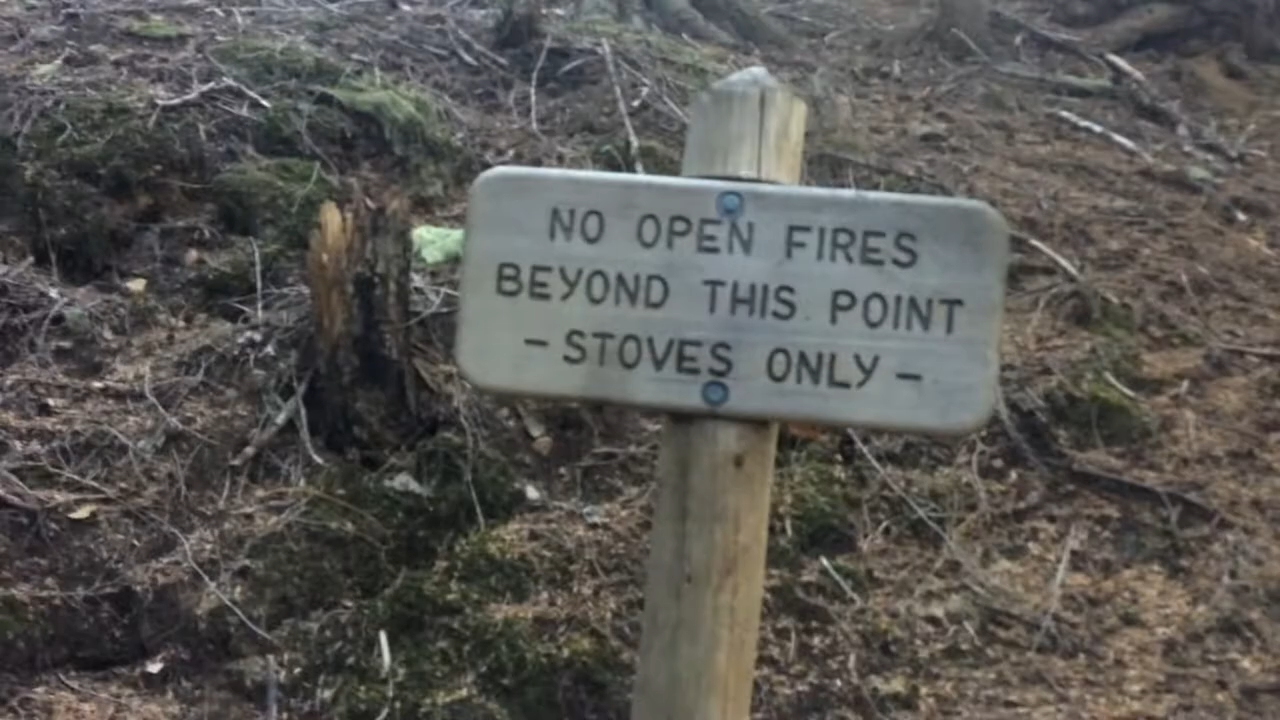 NO OPEN FIRES
BEYOND THIS POINT
- STOVES ONLY -